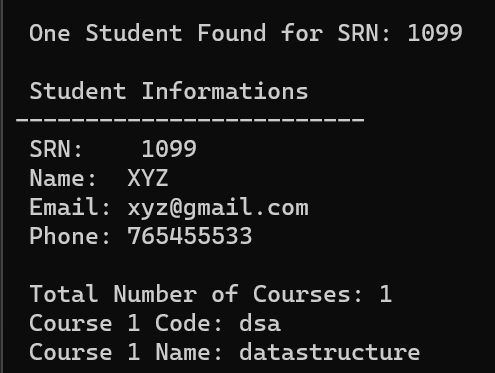 One Student Found for SRN: 1099
Student Informations
-------------------------
SRN: 1099
Name: XYZ
Email: xyz@gmail.com
Phone: 765455533
Total Number of Courses: 1
Course 1 Code: dsa
Course 1 Name: datastructure